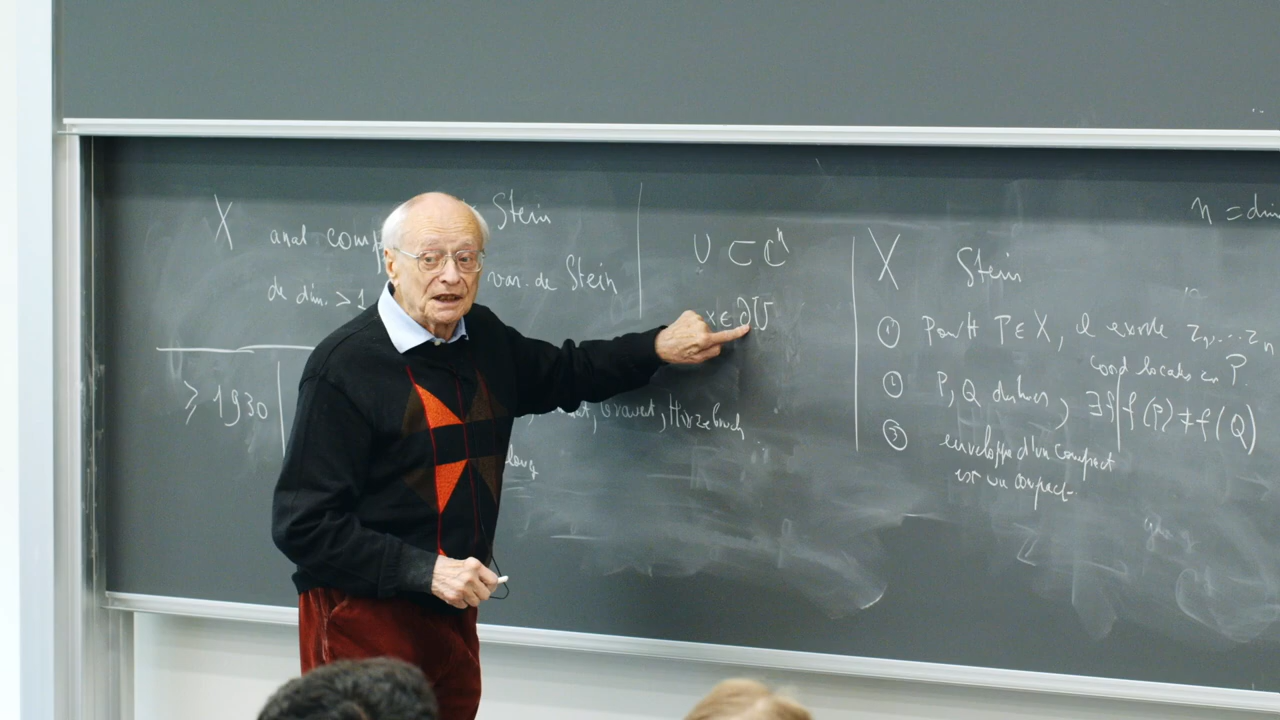 X anal comp Stein
de dim. > 1 var. de Stein
≥ 1930
, Hirzebruch
U ⊂ ℂⁿ
x ∈ ∂U
n = dim
X Stein
① Pour tt P ∈ X, il existe z₁, ... z_n
coord locales en P.
② P, Q distincts, ∃ f | f(P) ≠ f(Q)
③ enveloppe d'un compact
est un compact.